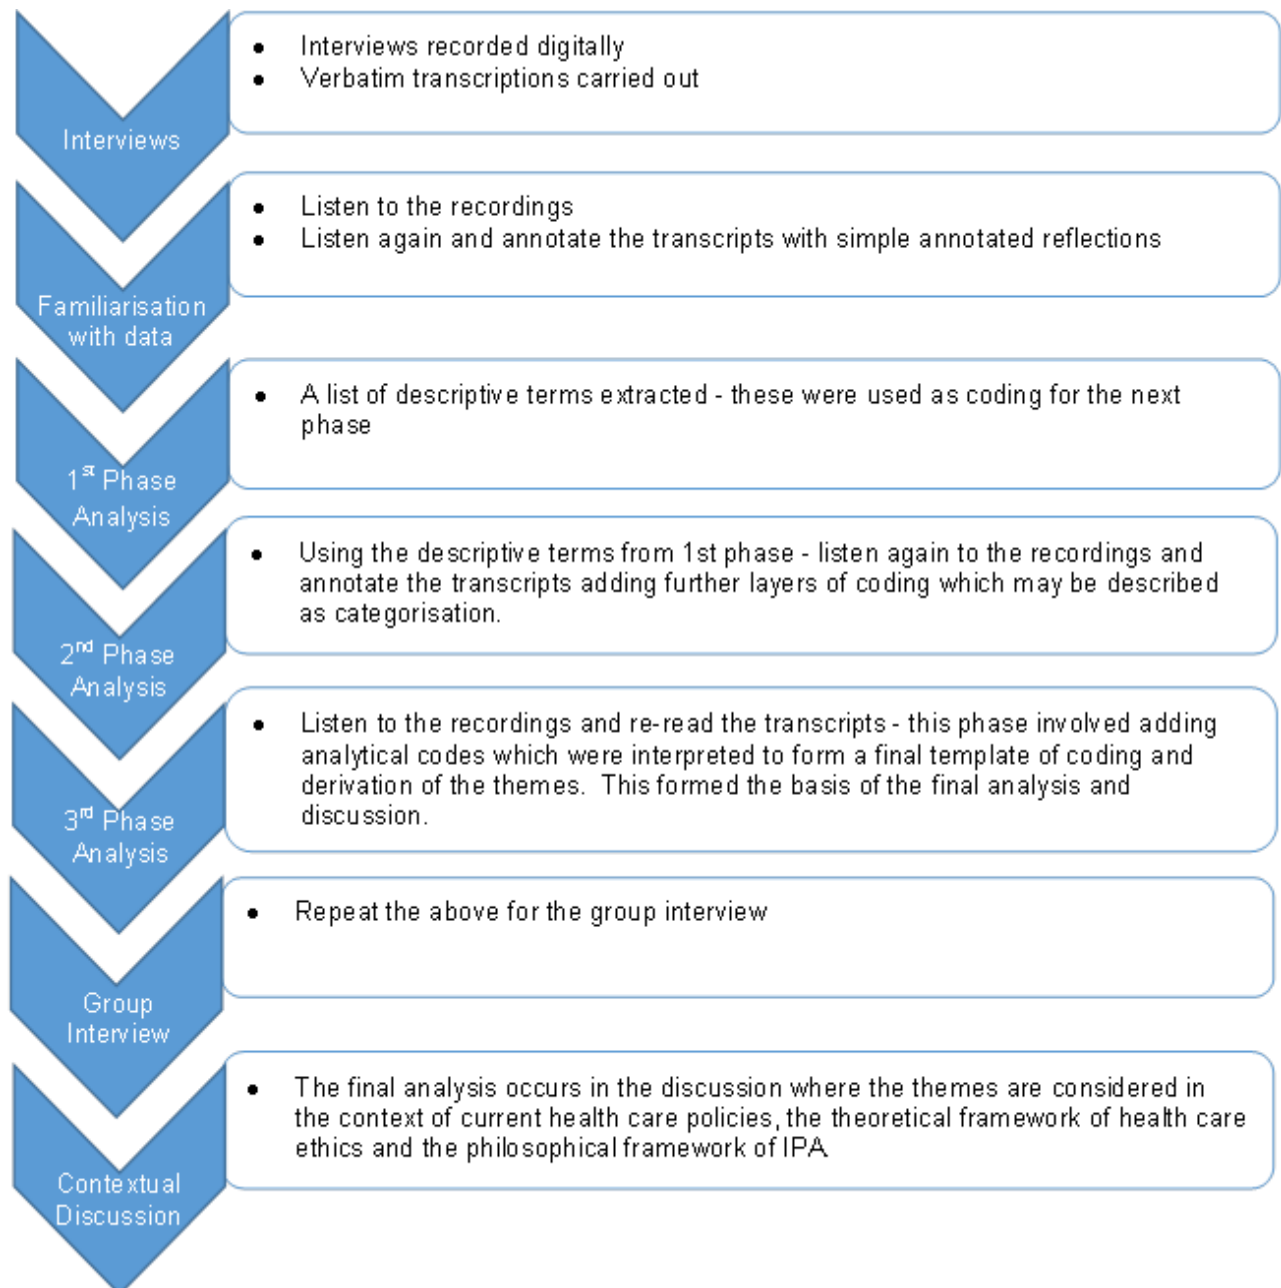 Interviews
• Interviews recorded digitally
• Verbatim transcriptions carried out
Familiarisation
with data
• Listen to the recordings
• Listen again and annotate the transcripts with simple annotated reflections
1st Phase
Analysis
• A list of descriptive terms extracted - these were used as coding for the next
phase
2nd Phase
Analysis
• Using the descriptive terms from 1st phase - listen again to the recordings and
annotate the transcripts adding further layers of coding which may be described
as categorisation.
3rd Phase
Analysis
• Listen to the recordings and re-read the transcripts - this phase involved adding
analytical codes which were interpreted to form a final template of coding and
derivation of the themes. This formed the basis of the final analysis and
discussion.
Group
Interview
• Repeat the above for the group interview
Contextual
Discussion
• The final analysis occurs in the discussion where the themes are considered in
the context of current health care policies, the theoretical framework of health care
ethics and the philosophical framework of IPA.